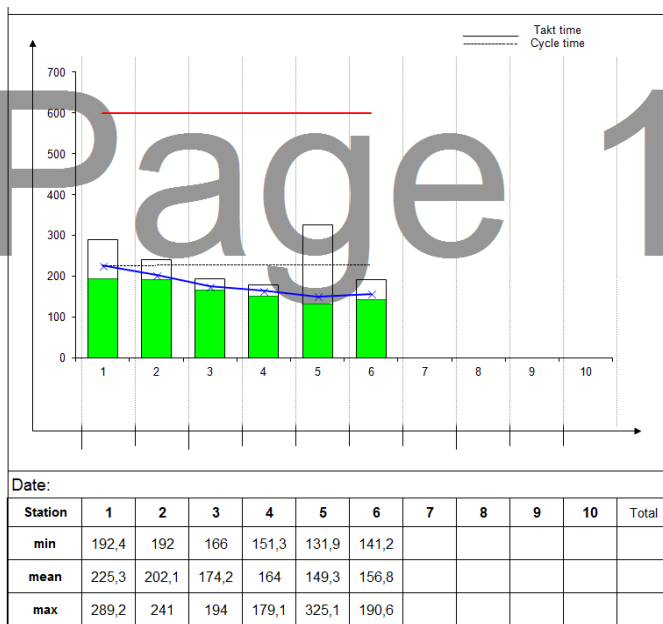 Takt time
Cycle time
700
600
500
400
300
200
100
0
1 2 3 4 5 6 7 8 9 10
Page 1
Date:
Station 1 2 3 4 5 6 7 8 9 10 Total
min 192,4 192 166 151,3 131,9 141,2
mean 225,3 202,1 174,2 164 149,3 156,8
max 289,2 241 194 179,1 325,1 190,6